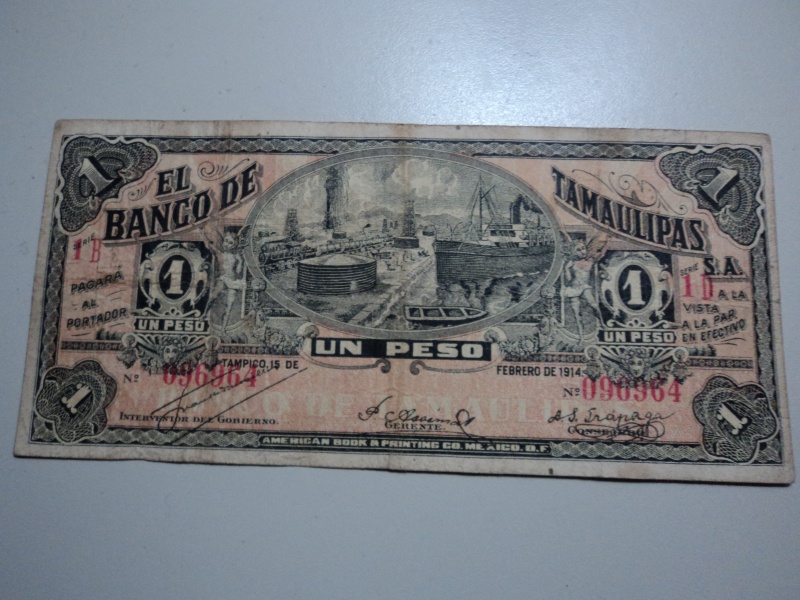 1
1
EL
BANCO DE
TAMAULIPAS
S.A.
SERIE
1 B
SERIE
1 D
PAGARÁ
AL
PORTADOR
1
UN PESO
1
UN PESO
A LA
VISTA
A LA PAR
EN EFECTIVO
UN PESO
TAMPICO, 15 DE
FEBRERO DE 1914
Nº 096964
Nº 096964
INTERVENTOR DEL GOBIERNO.
GERENTE.
CONSEJERO
1
1
AMERICAN BOOK & PRINTING CO. MEXICO. D.F.